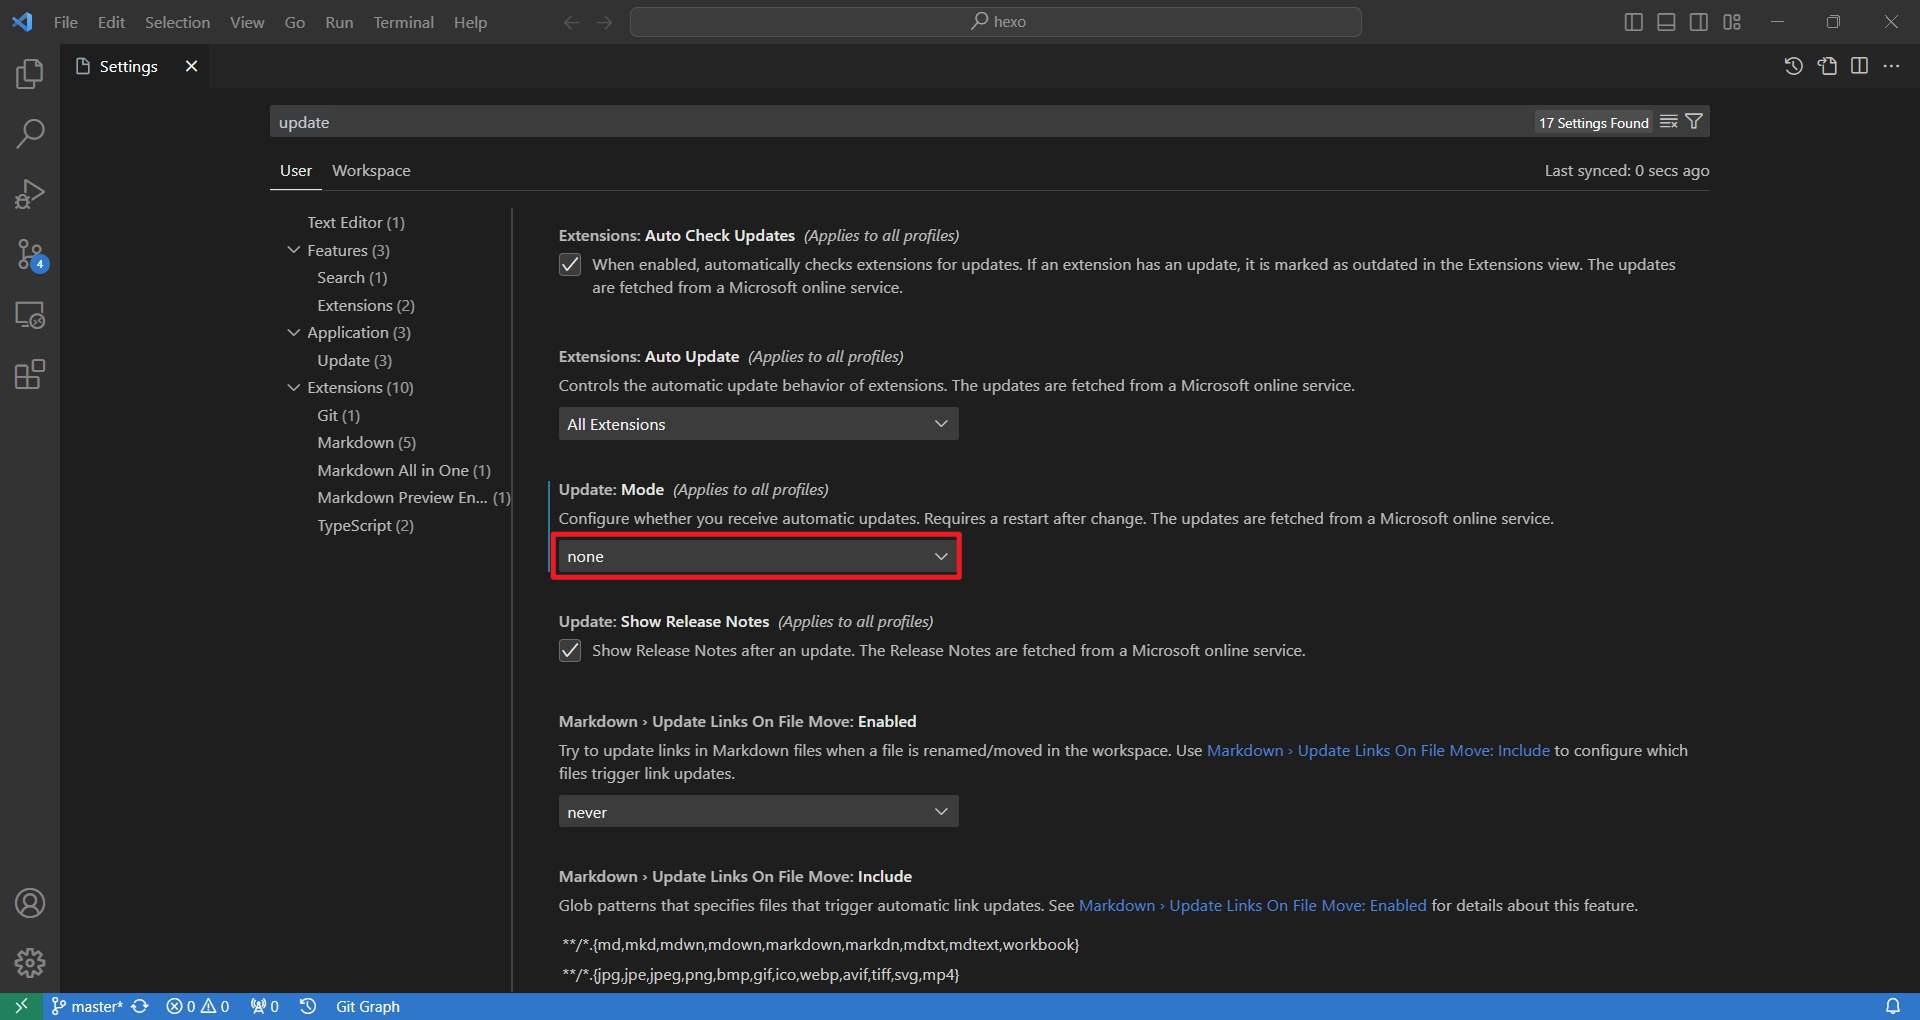 File Edit Selection View Go Run Terminal Help
hexo
Settings
update
17 Settings Found
User Workspace
Last synced: 0 secs ago
Text Editor (1)
Features (3)
Search (1)
Extensions (2)
Application (3)
Update (3)
Extensions (10)
Git (1)
Markdown (5)
Markdown All in One (1)
Markdown Preview En... (1)
TypeScript (2)
Extensions: Auto Check Updates (Applies to all profiles)
When enabled, automatically checks extensions for updates. If an extension has an update, it is marked as outdated in the Extensions view. The updates
are fetched from a Microsoft online service.
Extensions: Auto Update (Applies to all profiles)
Controls the automatic update behavior of extensions. The updates are fetched from a Microsoft online service.
All Extensions
Update: Mode (Applies to all profiles)
Configure whether you receive automatic updates. Requires a restart after change. The updates are fetched from a Microsoft online service.
none
Update: Show Release Notes (Applies to all profiles)
Show Release Notes after an update. The Release Notes are fetched from a Microsoft online service.
Markdown › Update Links On File Move: Enabled
Try to update links in Markdown files when a file is renamed/moved in the workspace. Use Markdown › Update Links On File Move: Include to configure which
files trigger link updates.
never
Markdown › Update Links On File Move: Include
Glob patterns that specifies files that trigger automatic link updates. See Markdown › Update Links On File Move: Enabled for details about this feature.
**/*.{md,mkd,mdwn,mdown,markdown,markdn,mdtxt,mdtext,workbook}
**/*.{jpg,jpe,jpeg,png,bmp,gif,ico,webp,avif,tiff,svg,mp4}
4
master* 0 0 0 Git Graph